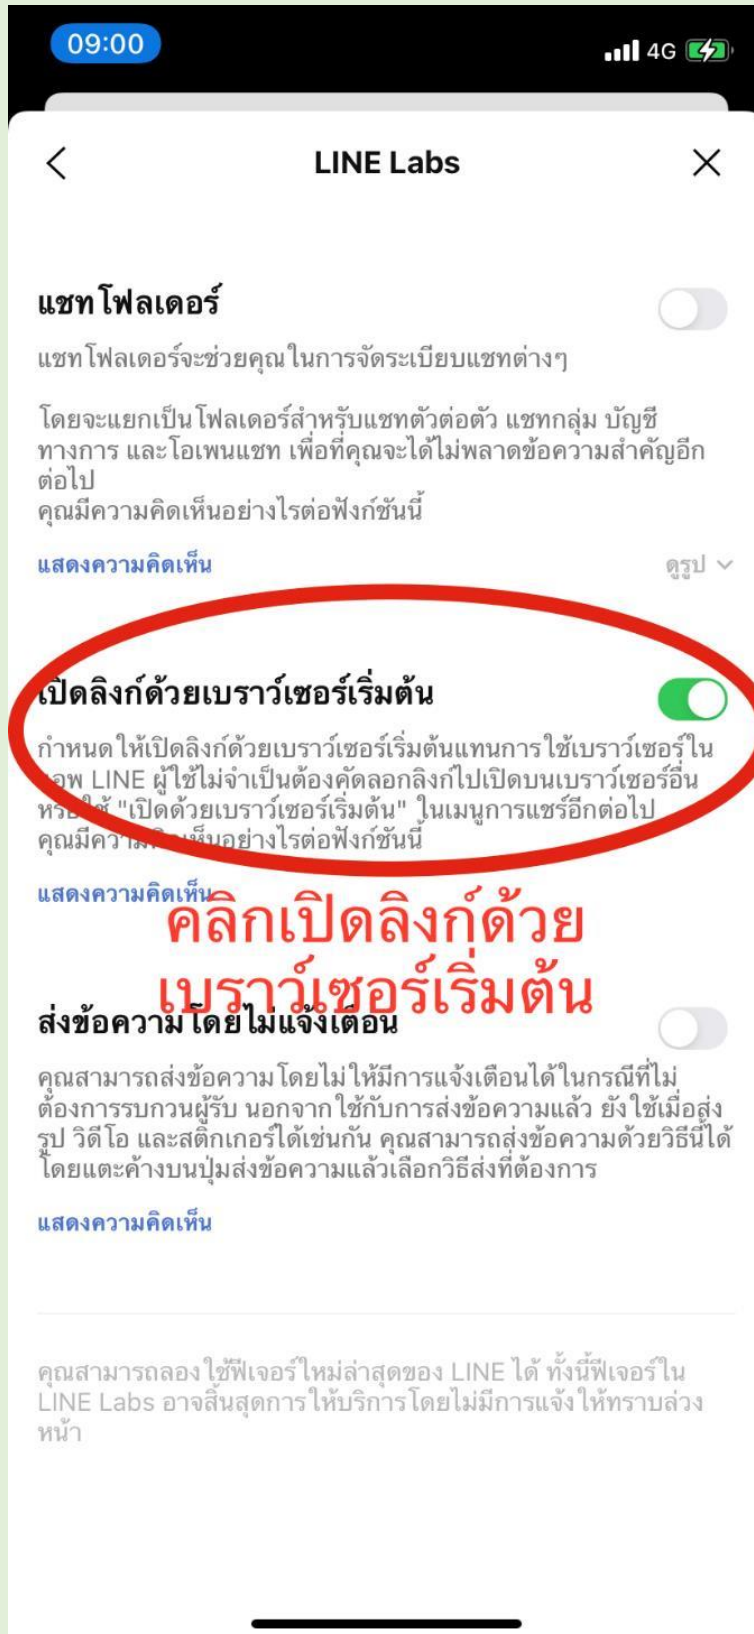 09:00
4G
LINE Labs
แชทโฟลเดอร์
แชทโฟลเดอร์จะช่วยคุณในการจัดระเบียบแชทต่างๆ
โดยจะแยกเป็นโฟลเดอร์สำหรับแชทตัวต่อตัว แชทกลุ่ม บัญชี
ทางการ และโอเพนแชท เพื่อที่คุณจะได้ไม่พลาดข้อความสำคัญอีก
ต่อไป
คุณมีความคิดเห็นอย่างไรต่อฟังก์ชันนี้
แสดงความคิดเห็น
ดูรูป
เปิดลิงก์ด้วยเบราว์เซอร์เริ่มต้น
กำหนดให้เปิดลิงก์ด้วยเบราว์เซอร์เริ่มต้นแทนการใช้เบราว์เซอร์ใน
แอพ LINE ผู้ใช้ไม่จำเป็นต้องคัดลอกลิงก์ไปเปิดบนเบราว์เซอร์อื่น
หรือใช้ "เปิดด้วยเบราว์เซอร์เริ่มต้น" ในเมนูการแชร์อีกต่อไป
คุณมีความคิดเห็นอย่างไรต่อฟังก์ชันนี้
แสดงความคิดเห็น
คลิกเปิดลิงก์ด้วย
เบราว์เซอร์เริ่มต้น
ส่งข้อความโดยไม่แจ้งเตือน
คุณสามารถส่งข้อความโดยไม่ให้มีการแจ้งเตือนได้ในกรณีที่ไม่
ต้องการรบกวนผู้รับ นอกจากใช้กับการส่งข้อความแล้ว ยังใช้เมื่อส่ง
รูป วิดีโอ และสติกเกอร์ได้เช่นกัน คุณสามารถส่งข้อความด้วยวิธีนี้ได้
โดยแตะค้างบนปุ่มส่งข้อความแล้วเลือกวิธีส่งที่ต้องการ
แสดงความคิดเห็น
คุณสามารถลองใช้ฟีเจอร์ใหม่ล่าสุดของ LINE ได้ ทั้งนี้ฟีเจอร์ใน
LINE Labs อาจสิ้นสุดการให้บริการโดยไม่มีการแจ้งให้ทราบล่วง
หน้า